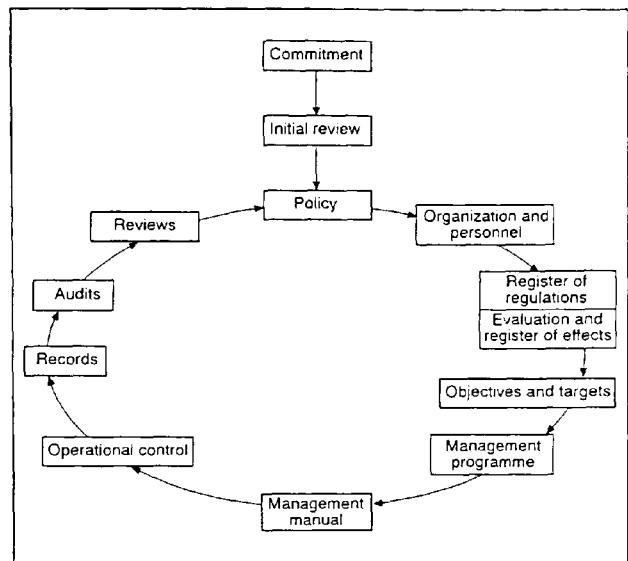 Commitment
Initial review
Policy
Organization and
personnel
Register of
regulations
Evaluation and
register of effects
Objectives and targets
Management
programme
Management
manual
Operational control
Records
Audits
Reviews